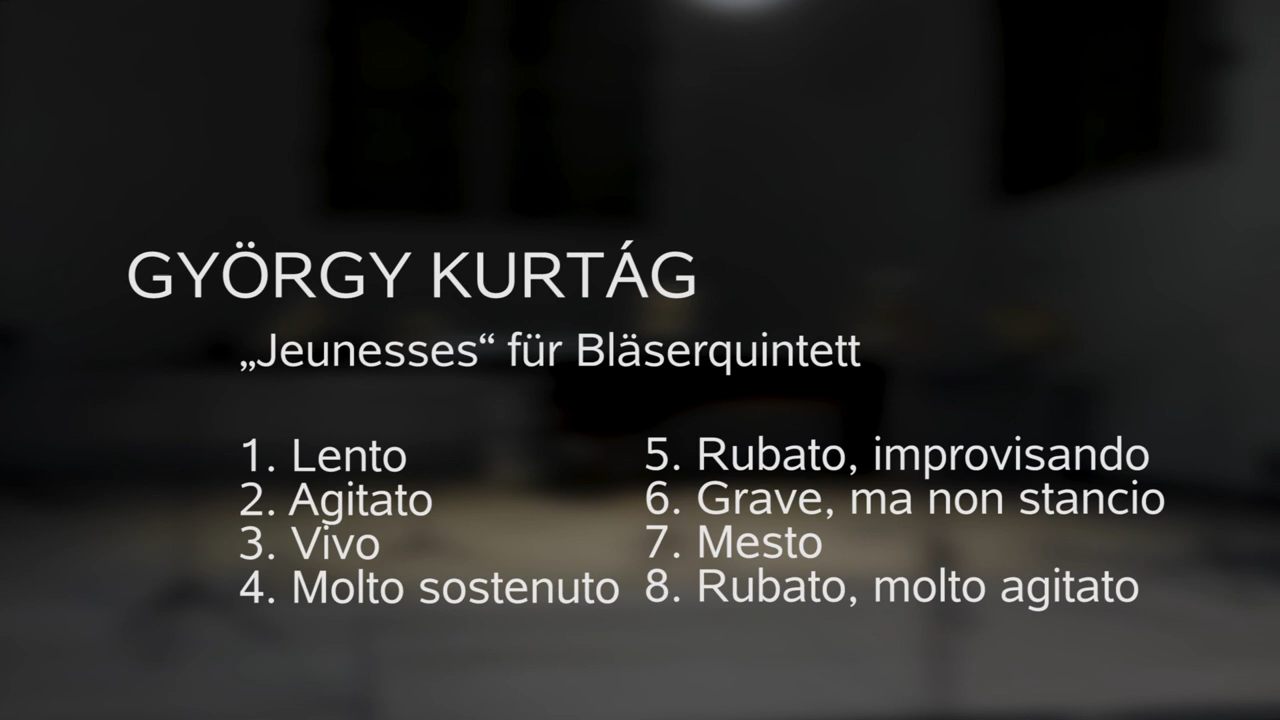 GYÖRGY KURTÁG
„Jeunesses“ für Bläserquintett
1. Lento
2. Agitato
3. Vivo
4. Molto sostenuto
5. Rubato, improvisando
6. Grave, ma non stancio
7. Mesto
8. Rubato, molto agitato